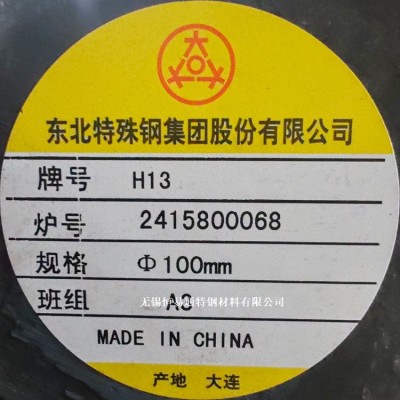 东北特殊钢集团股份有限公司
牌号 H13
炉号 2415800068
规格 Φ100mm
无锡恒易通特钢材料有限公司
班组 A3
MADE IN CHINA
产地 大连